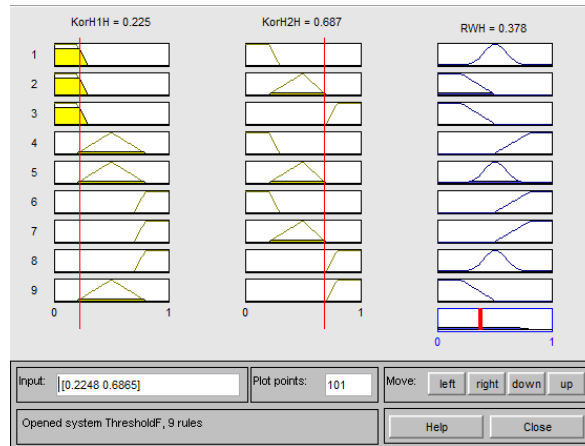 KorH1H = 0.225 KorH2H = 0.687 RWH = 0.378
1
2
3
4
5
6
7
8
9
0 1 0 1
0 1
Input: [0.2248 0.6865] Plot points: 101 Move: left right down up
Opened system ThresholdF, 9 rules Help Close